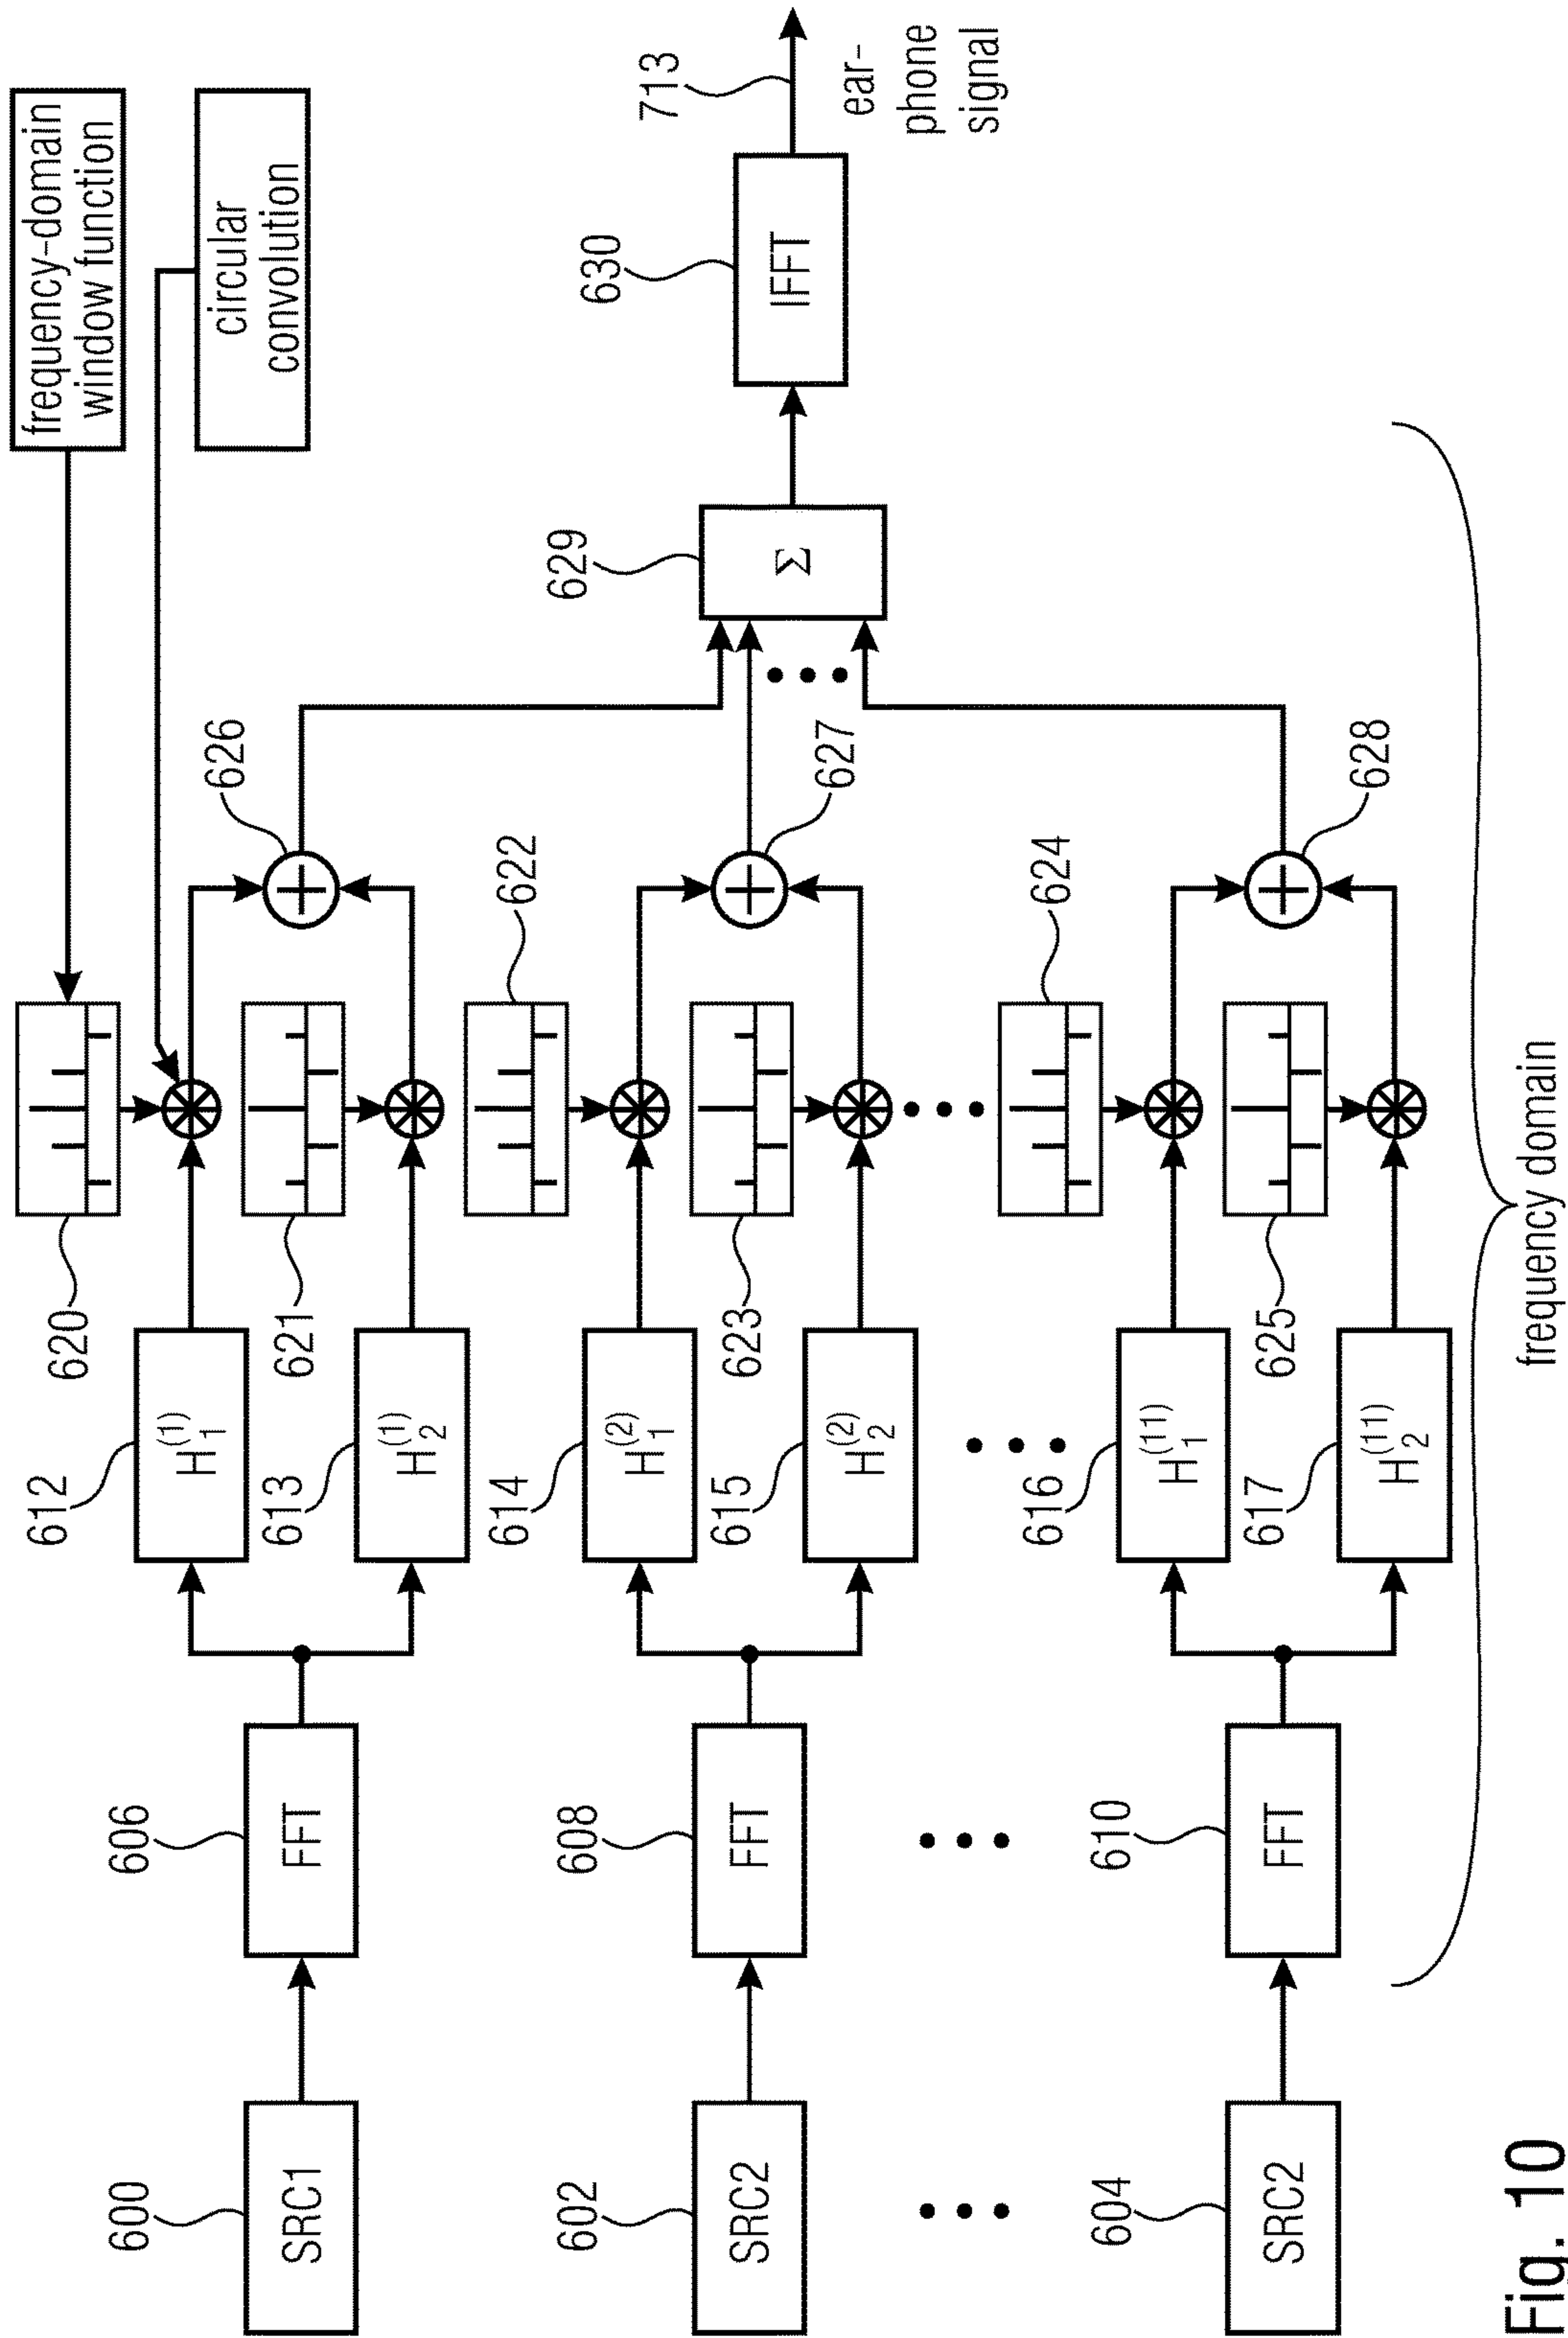 frequency-domain
window function
circular
convolution
620
612
H₁⁽¹⁾
626
621
613
H₂⁽¹⁾
600
SRC1
606
FFT
622
614
H₁⁽²⁾
629
Σ
630
IFFT
713
ear-
phone
signal
627
623
615
H₂⁽²⁾
602
SRC2
608
FFT
624
616
H₁⁽¹¹⁾
628
625
617
H₂⁽¹¹⁾
604
SRC2
610
FFT
frequency domain
Fig. 10